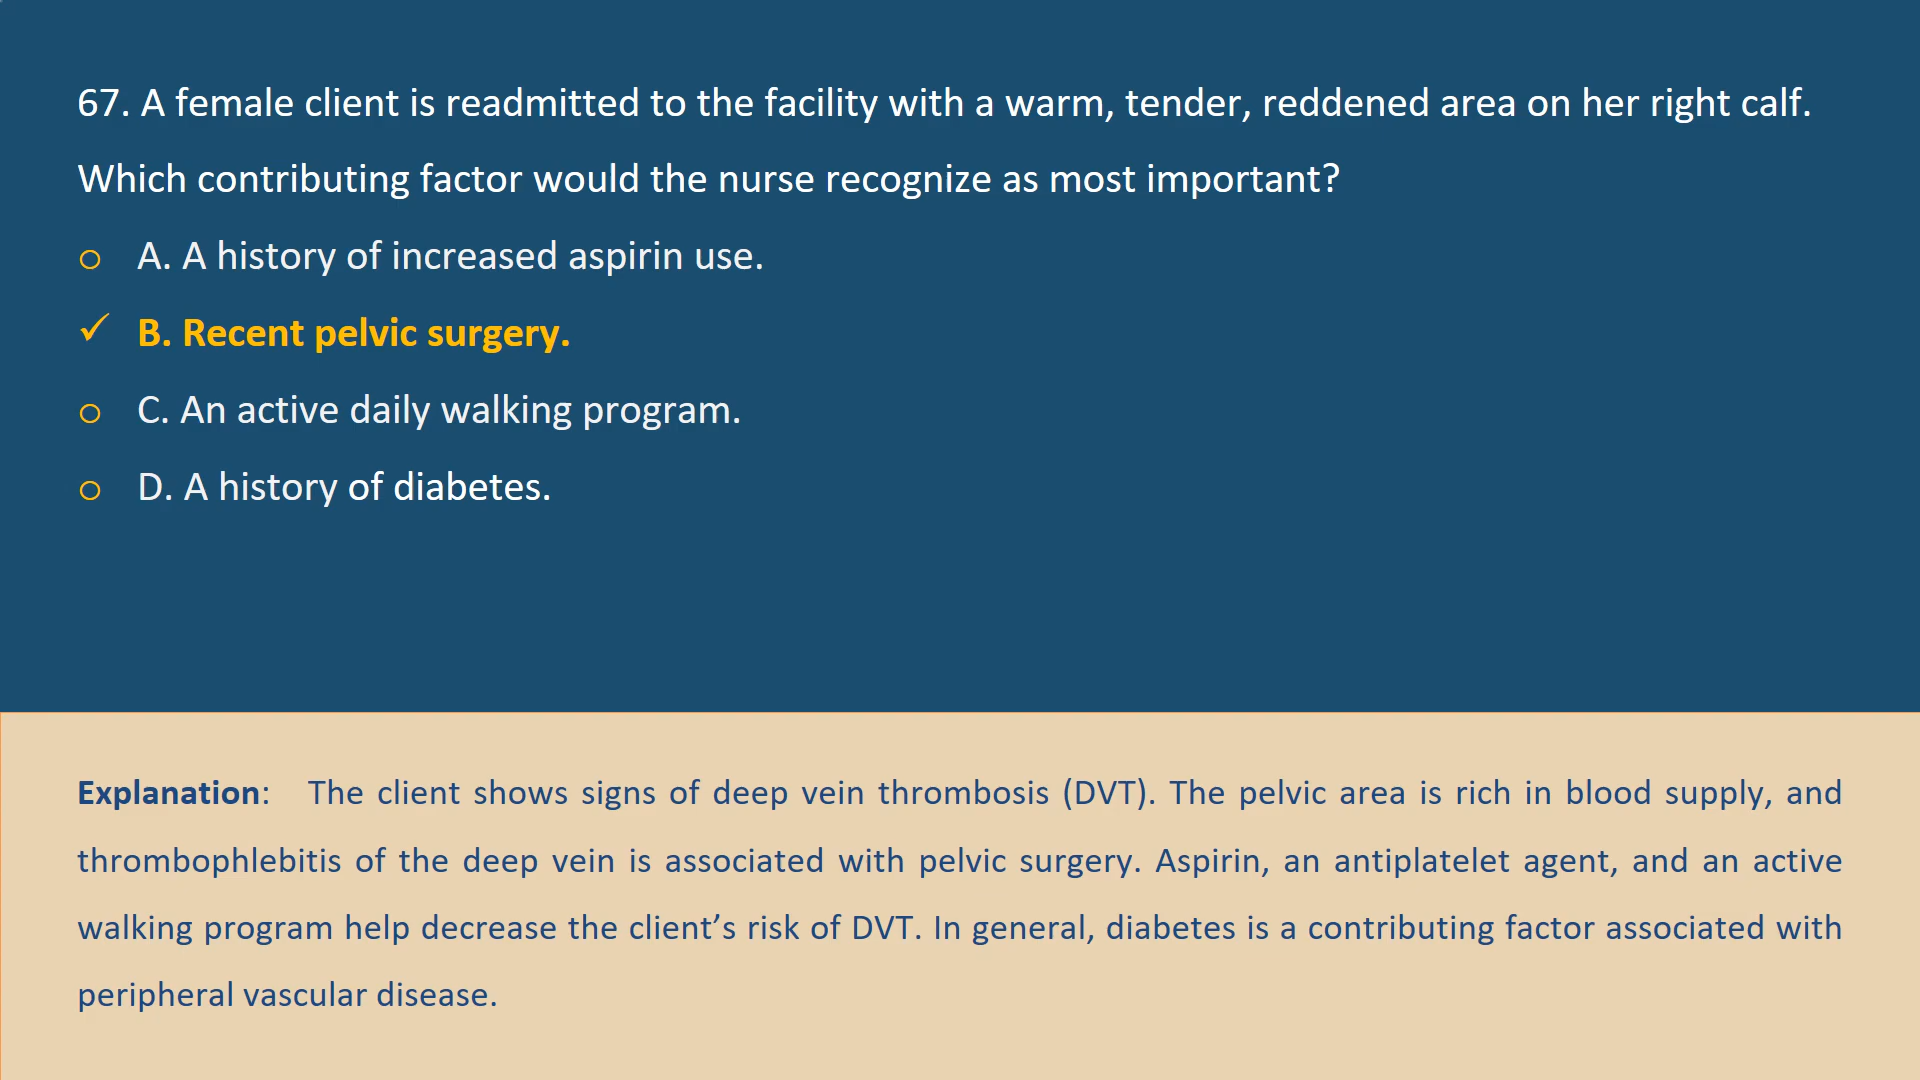 67. A female client is readmitted to the facility with a warm, tender, reddened area on her right calf.
Which contributing factor would the nurse recognize as most important?
o A. A history of increased aspirin use.
✓ B. Recent pelvic surgery.
o C. An active daily walking program.
o D. A history of diabetes.
Explanation: The client shows signs of deep vein thrombosis (DVT). The pelvic area is rich in blood supply, and
thrombophlebitis of the deep vein is associated with pelvic surgery. Aspirin, an antiplatelet agent, and an active
walking program help decrease the client’s risk of DVT. In general, diabetes is a contributing factor associated with
peripheral vascular disease.